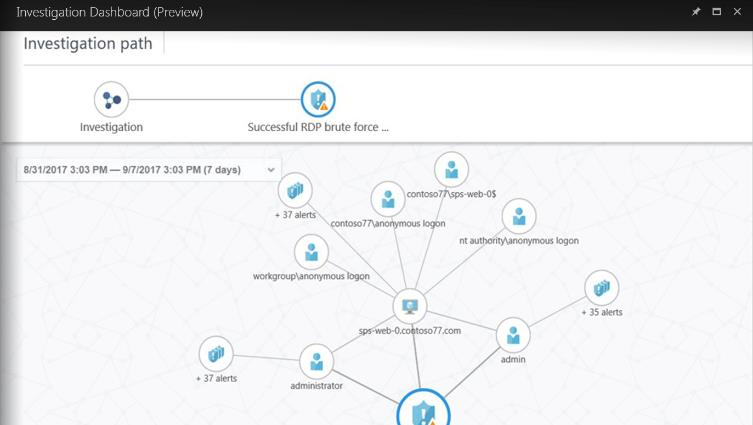 Investigation Dashboard (Preview)
Investigation path
Investigation
Successful RDP brute force ...
8/31/2017 3:03 PM — 9/7/2017 3:03 PM (7 days)
contoso77\sps-web-0$
+ 37 alerts
contoso77\anonymous logon
nt authority\anonymous logon
workgroup\anonymous logon
+ 35 alerts
sps-web-0.contoso77.com
admin
+ 37 alerts
administrator